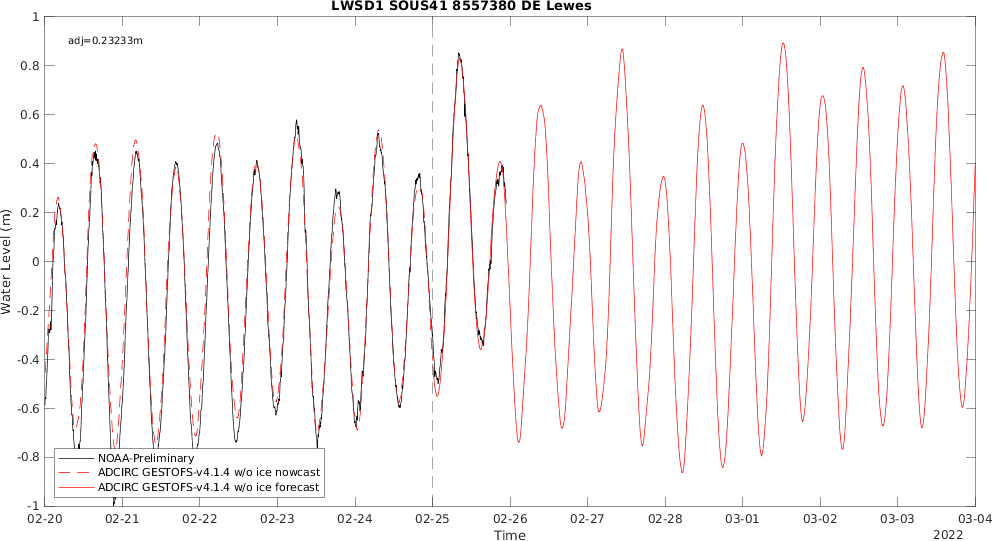 LWSD1 SOUS41 8557380 DE Lewes
adj=0.23233m
Water Level (m)
1
0.8
0.6
0.4
0.2
0
-0.2
-0.4
-0.6
-0.8
-1
NOAA-Preliminary
ADCIRC GESTOFS-v4.1.4 w/o ice nowcast
ADCIRC GESTOFS-v4.1.4 w/o ice forecast
02-20 02-21 02-22 02-23 02-24 02-25 02-26 02-27 02-28 03-01 03-02 03-03 03-04
Time
2022